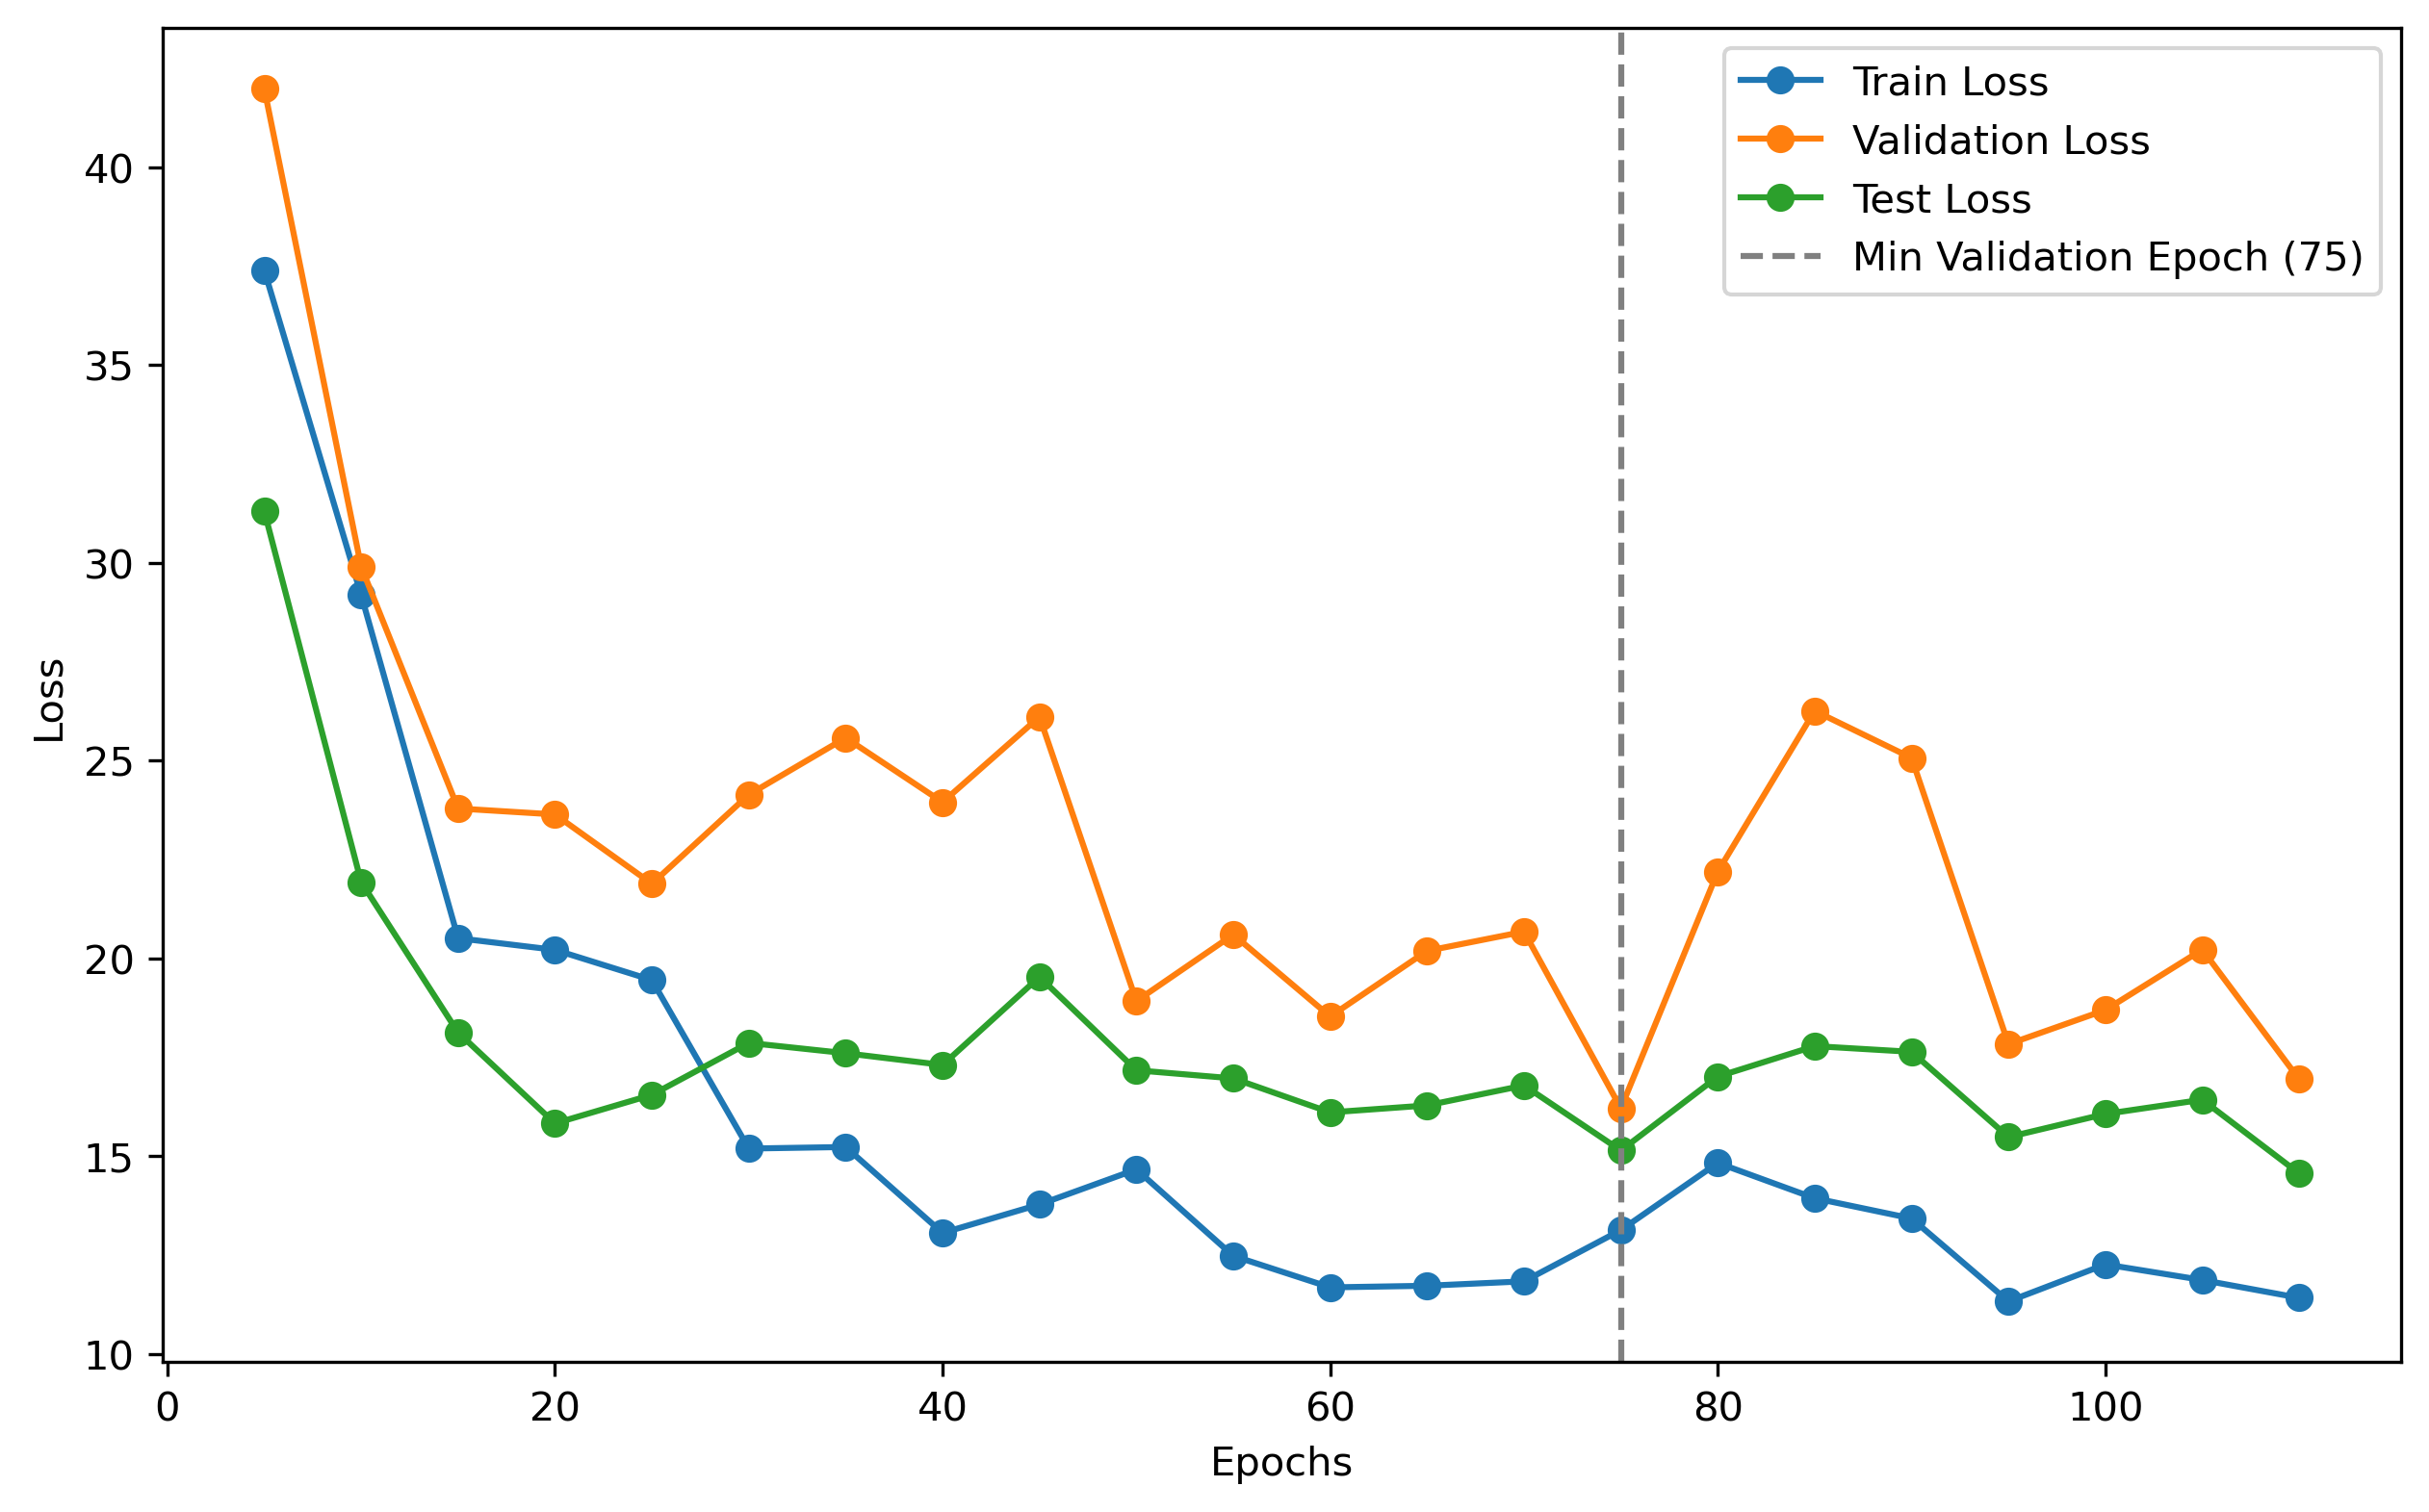 Train Loss
Validation Loss
Test Loss
Min Validation Epoch (75)
40
35
30
25
20
15
10
Loss
0 20 40 60 80 100
Epochs